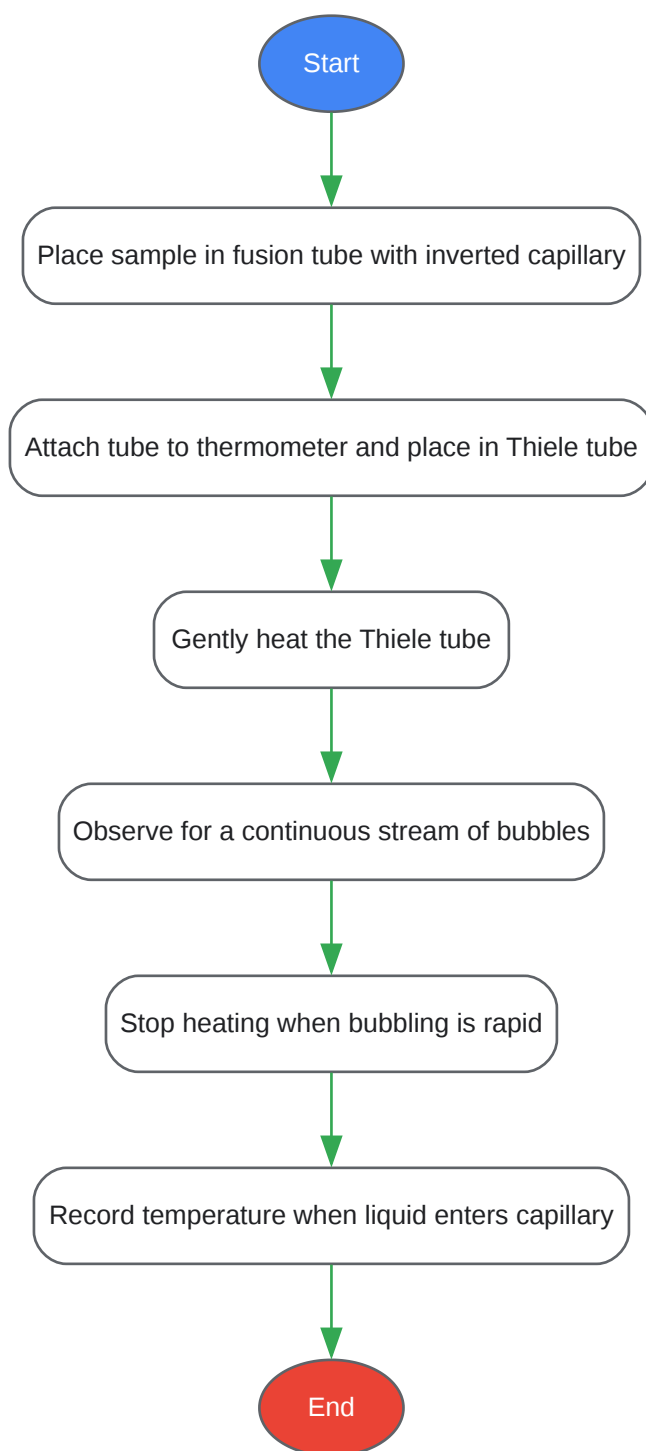 Start
Place sample in fusion tube with inverted capillary
Attach tube to thermometer and place in Thiele tube
Gently heat the Thiele tube
Observe for a continuous stream of bubbles
Stop heating when bubbling is rapid
Record temperature when liquid enters capillary
End